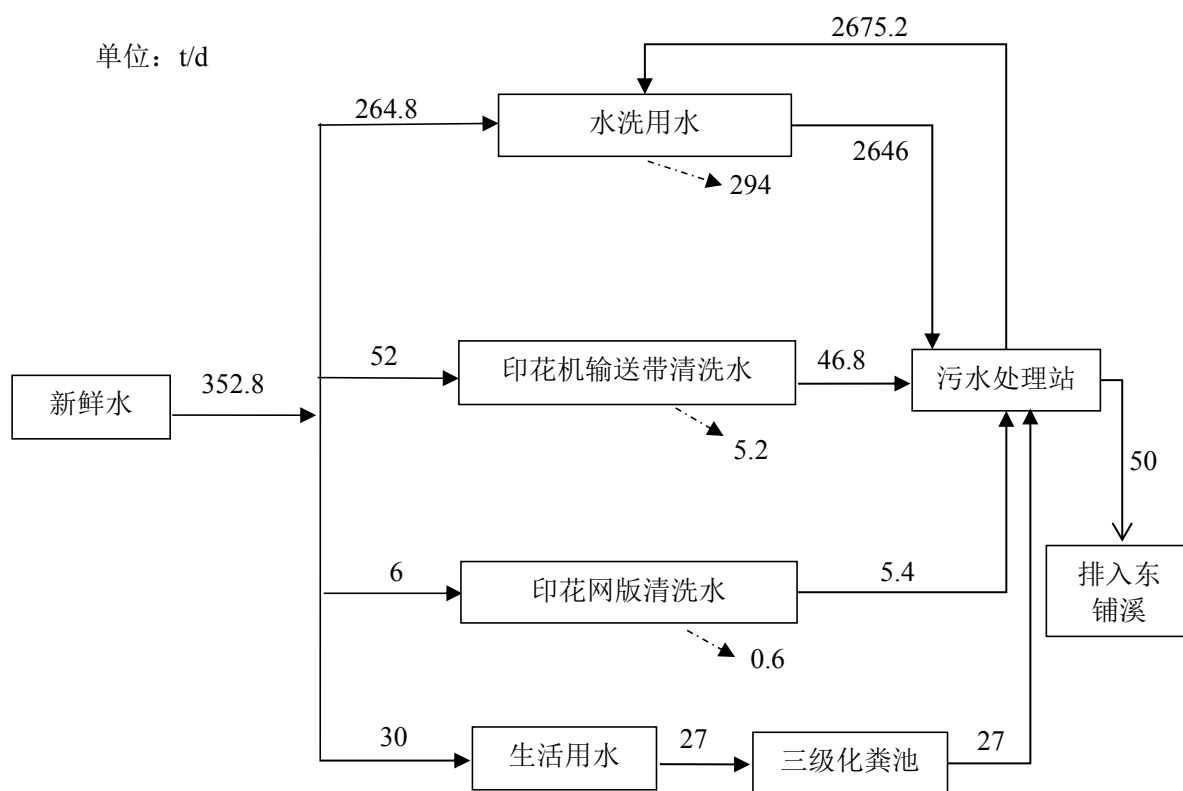 单位：t/d
2675.2
264.8
水洗用水
2646
294
新鲜水
352.8
52
印花机输送带清洗水
46.8
污水处理站
5.2
50
6
印花网版清洗水
5.4
排入东
铺溪
0.6
30
生活用水
27
三级化粪池
27